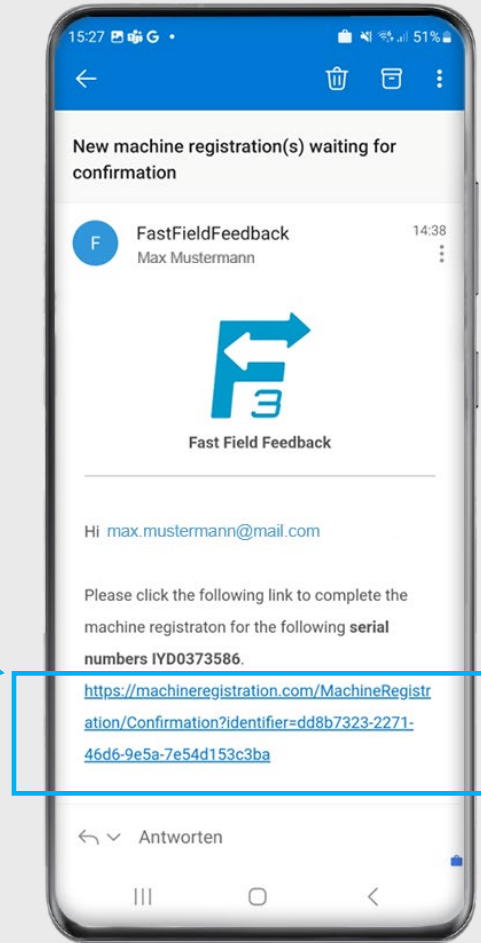 15:27 G •
51%
New machine registration(s) waiting for
confirmation
F
FastFieldFeedback
14:38
Max Mustermann
F3
Fast Field Feedback
Hi max.mustermann@mail.com
Please click the following link to complete the
machine registraton for the following serial
numbers IYD0373586.
https://machineregistration.com/MachineRegistr
ation/Confirmation?identifier=dd8b7323-2271-
46d6-9e5a-7e54d153c3ba
Antworten